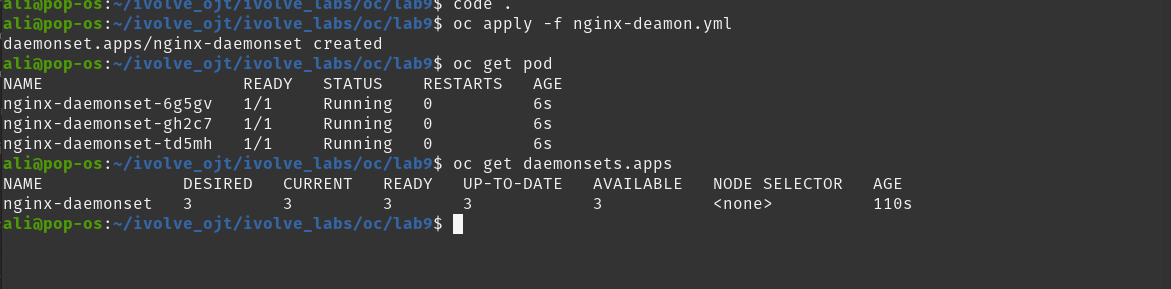 ali@pop-os:~/ivolve_ojt/ivolve_labs/oc/lab9$ code .
ali@pop-os:~/ivolve_ojt/ivolve_labs/oc/lab9$ oc apply -f nginx-deamon.yml
daemonset.apps/nginx-daemonset created
ali@pop-os:~/ivolve_ojt/ivolve_labs/oc/lab9$ oc get pod
NAME                    READY   STATUS    RESTARTS   AGE
nginx-daemonset-6g5gv   1/1     Running   0          6s
nginx-daemonset-gh2c7   1/1     Running   0          6s
nginx-daemonset-td5mh   1/1     Running   0          6s
ali@pop-os:~/ivolve_ojt/ivolve_labs/oc/lab9$ oc get daemonsets.apps
NAME              DESIRED   CURRENT   READY   UP-TO-DATE   AVAILABLE   NODE SELECTOR   AGE
nginx-daemonset   3         3         3       3            3           <none>          110s
ali@pop-os:~/ivolve_ojt/ivolve_labs/oc/lab9$